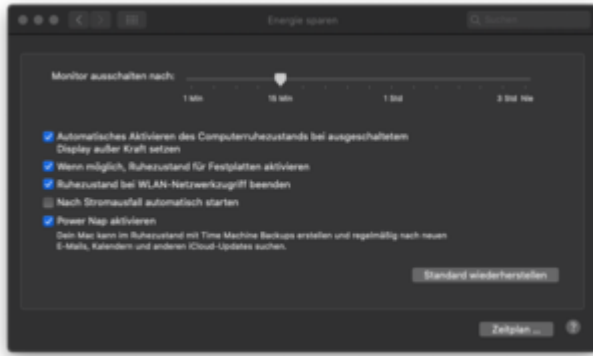 Energie sparen
Suchen
Monitor ausschalten nach:
1 Min 15 Min 1 Std 3 Std Nie
Automatisches Aktivieren des Computerruhezustands bei ausgeschaltetem
Display außer Kraft setzen
Wenn möglich, Ruhezustand für Festplatten aktivieren
Ruhezustand bei WLAN-Netzwerkzugriff beenden
Nach Stromausfall automatisch starten
Power Nap aktivieren
Dein Mac kann im Ruhezustand mit Time Machine Backups erstellen und regelmäßig nach neuen
E-Mails, Kalendern und anderen iCloud-Updates suchen.
Standard wiederherstellen
Zeitplan ...
?